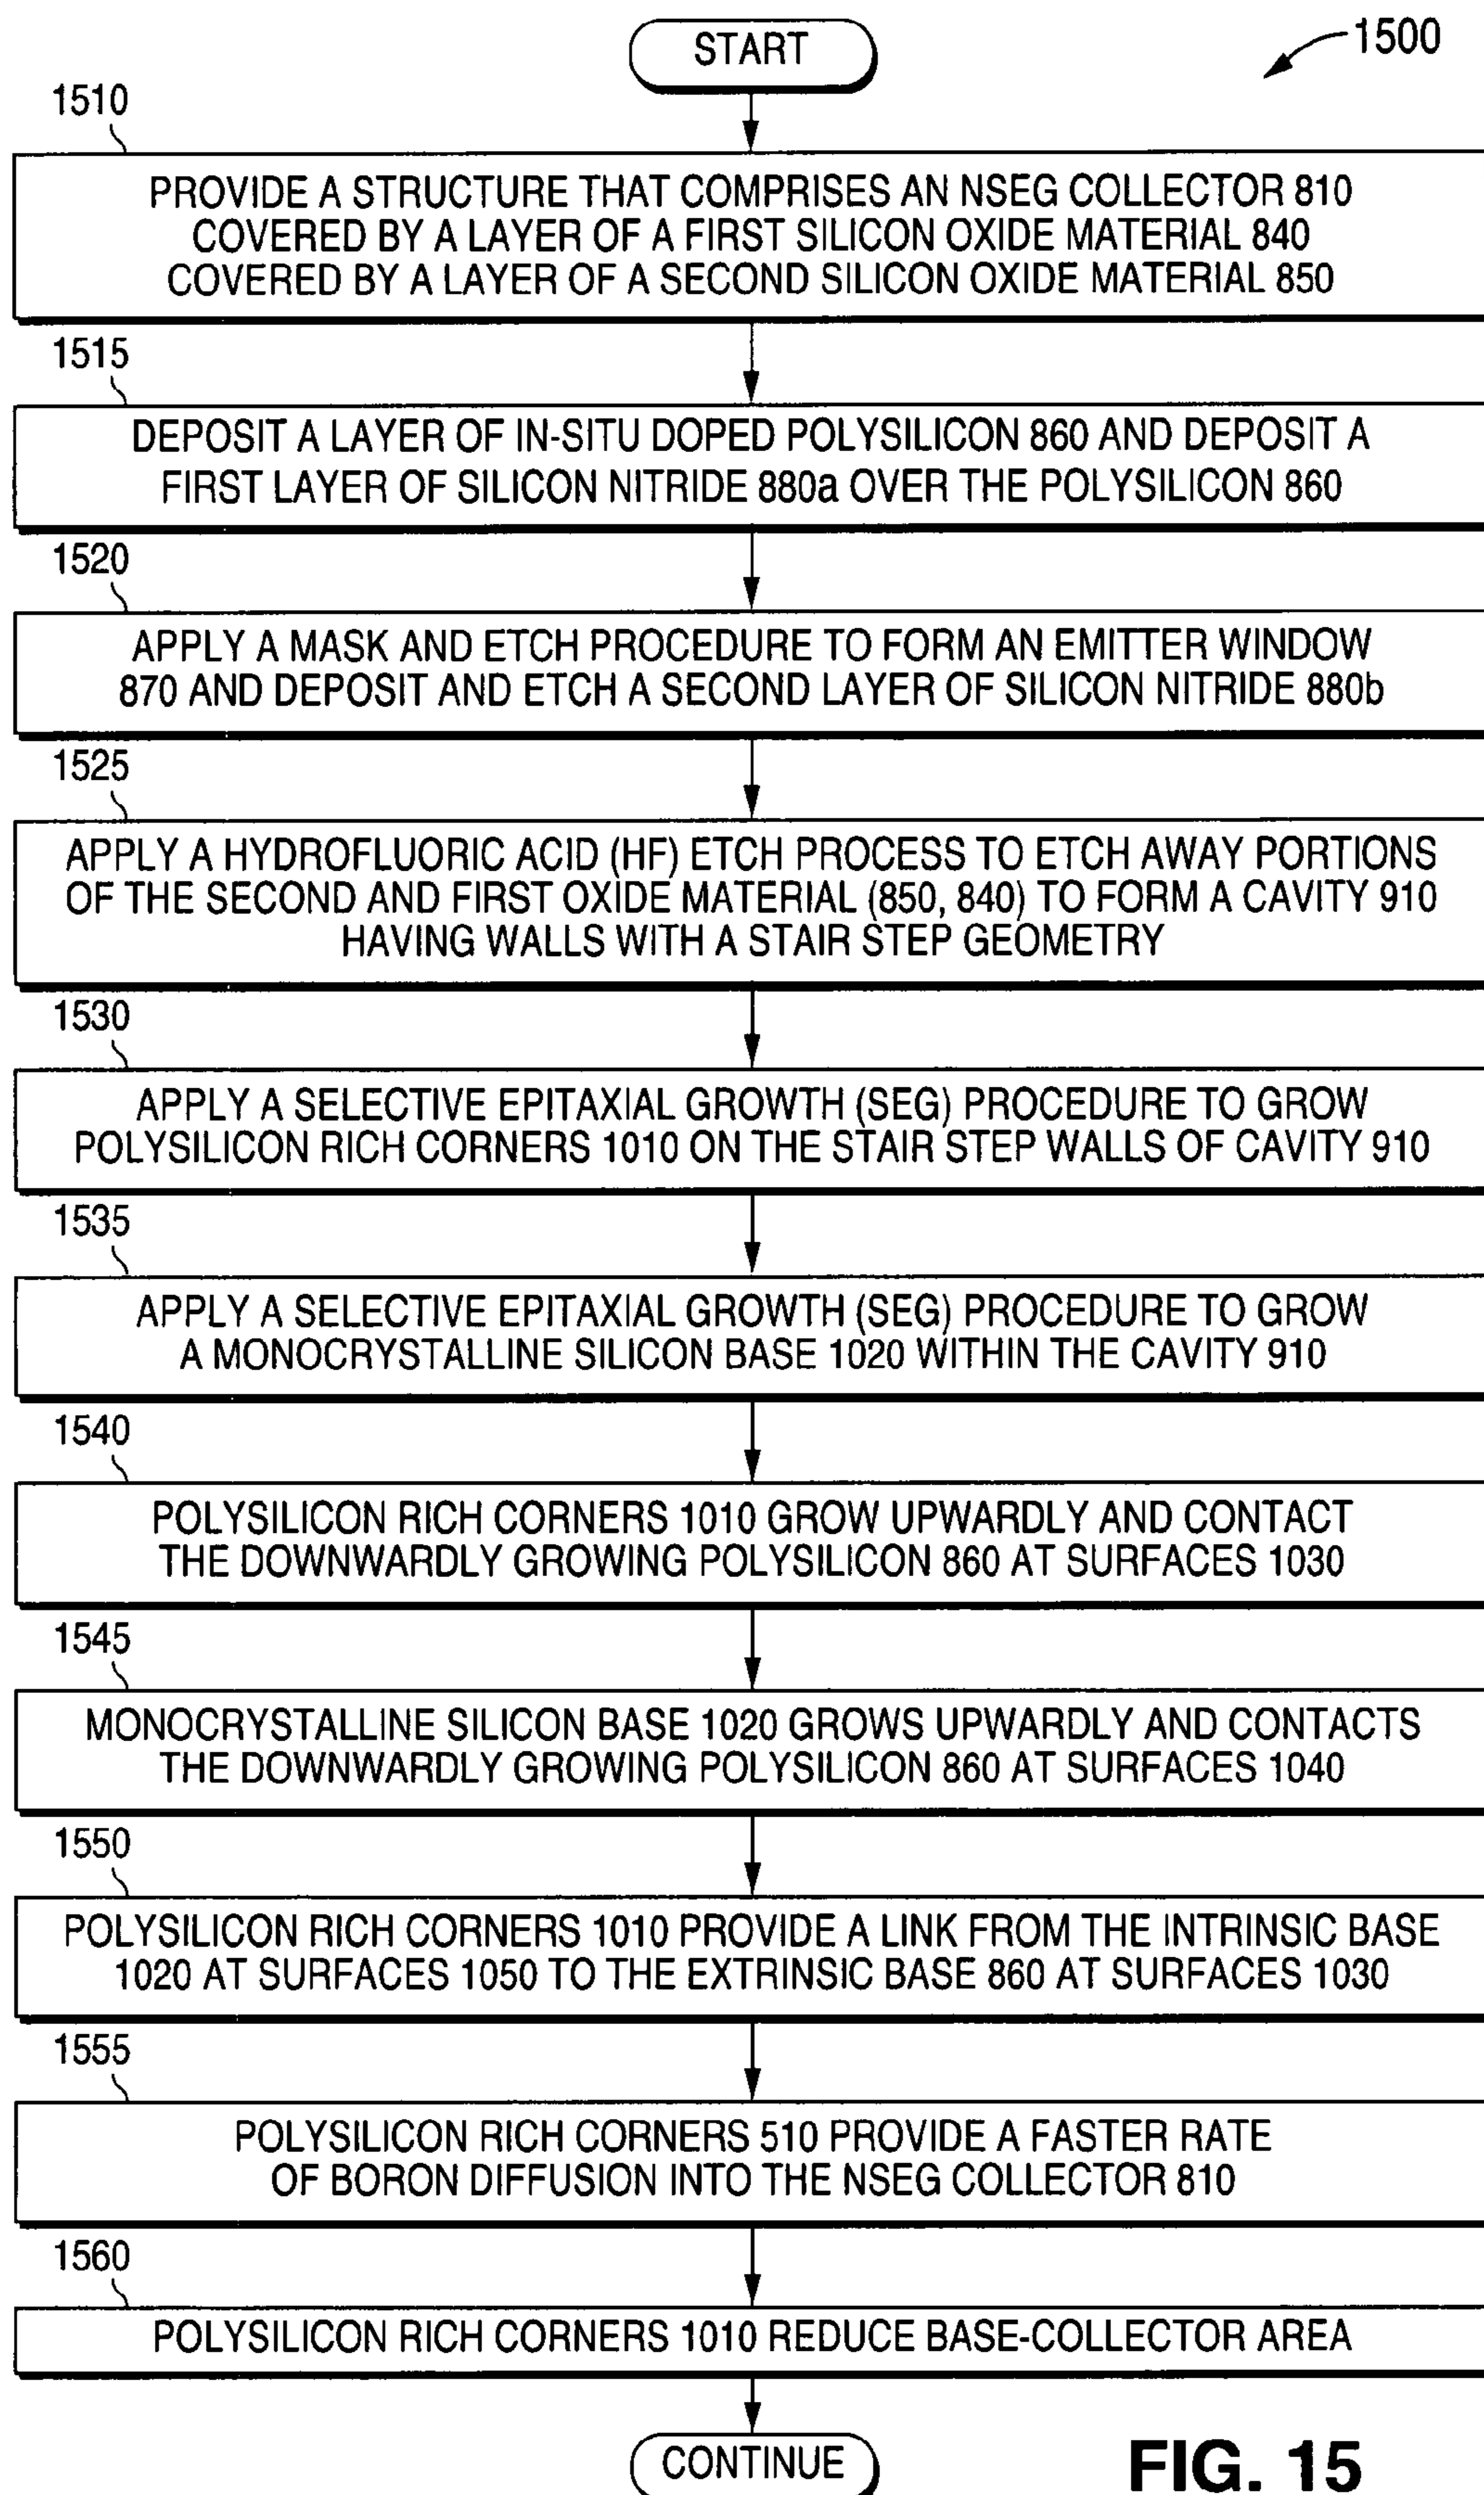 START
1500
1510
PROVIDE A STRUCTURE THAT COMPRISES AN NSEG COLLECTOR 810
COVERED BY A LAYER OF A FIRST SILICON OXIDE MATERIAL 840
COVERED BY A LAYER OF A SECOND SILICON OXIDE MATERIAL 850
1515
DEPOSIT A LAYER OF IN-SITU DOPED POLYSILICON 860 AND DEPOSIT A
FIRST LAYER OF SILICON NITRIDE 880a OVER THE POLYSILICON 860
1520
APPLY A MASK AND ETCH PROCEDURE TO FORM AN EMITTER WINDOW
870 AND DEPOSIT AND ETCH A SECOND LAYER OF SILICON NITRIDE 880b
1525
APPLY A HYDROFLUORIC ACID (HF) ETCH PROCESS TO ETCH AWAY PORTIONS
OF THE SECOND AND FIRST OXIDE MATERIAL (850, 840) TO FORM A CAVITY 910
HAVING WALLS WITH A STAIR STEP GEOMETRY
1530
APPLY A SELECTIVE EPITAXIAL GROWTH (SEG) PROCEDURE TO GROW
POLYSILICON RICH CORNERS 1010 ON THE STAIR STEP WALLS OF CAVITY 910
1535
APPLY A SELECTIVE EPITAXIAL GROWTH (SEG) PROCEDURE TO GROW
A MONOCRYSTALLINE SILICON BASE 1020 WITHIN THE CAVITY 910
1540
POLYSILICON RICH CORNERS 1010 GROW UPWARDLY AND CONTACT
THE DOWNWARDLY GROWING POLYSILICON 860 AT SURFACES 1030
1545
MONOCRYSTALLINE SILICON BASE 1020 GROWS UPWARDLY AND CONTACTS
THE DOWNWARDLY GROWING POLYSILICON 860 AT SURFACES 1040
1550
POLYSILICON RICH CORNERS 1010 PROVIDE A LINK FROM THE INTRINSIC BASE
1020 AT SURFACES 1050 TO THE EXTRINSIC BASE 860 AT SURFACES 1030
1555
POLYSILICON RICH CORNERS 510 PROVIDE A FASTER RATE
OF BORON DIFFUSION INTO THE NSEG COLLECTOR 810
1560
POLYSILICON RICH CORNERS 1010 REDUCE BASE-COLLECTOR AREA
CONTINUE
FIG. 15